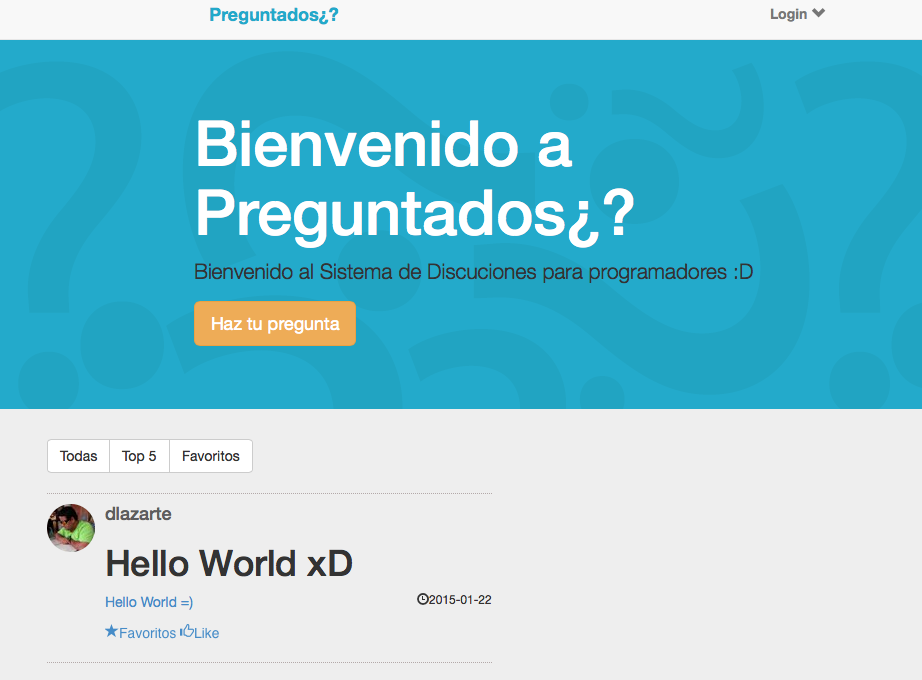 Preguntados¿?
Login
Bienvenido a
Preguntados¿?
Bienvenido al Sistema de Discuciones para programadores :D
Haz tu pregunta
Todas Top 5 Favoritos
dlazarte
Hello World xD
Hello World =) 2015-01-22
Favoritos Like